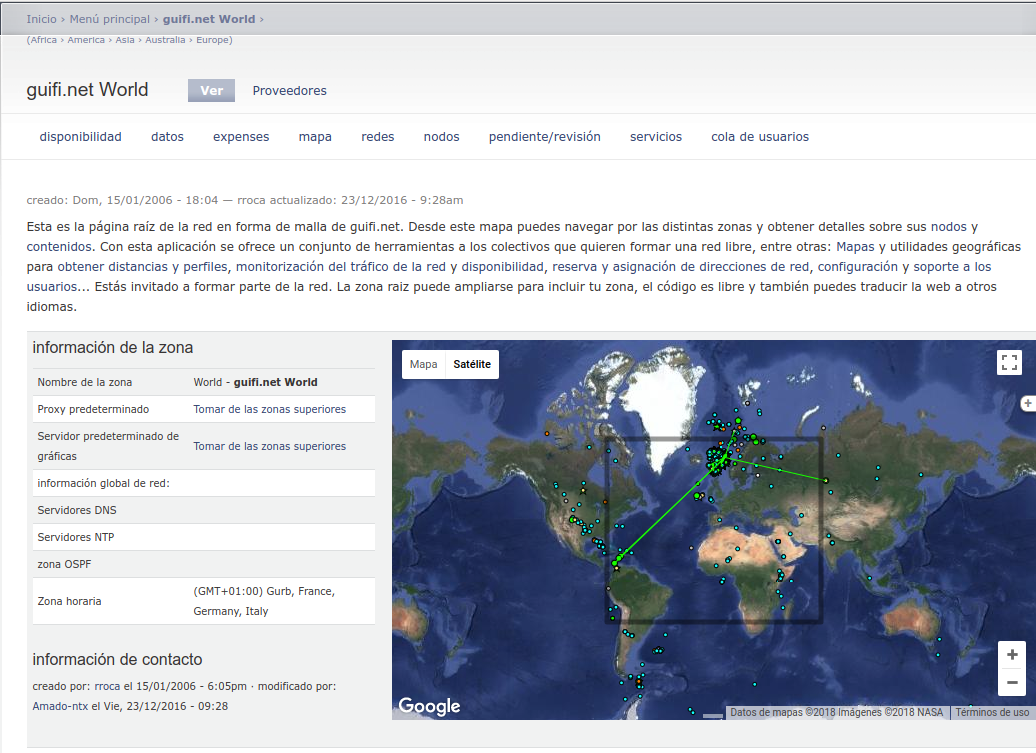 Inicio › Menú principal › guifi.net World ›
(Africa › America › Asia › Australia › Europe)
guifi.net World
Ver
Proveedores
disponibilidad datos expenses mapa redes nodos pendiente/revisión servicios cola de usuarios
creado: Dom, 15/01/2006 - 18:04 — rroca actualizado: 23/12/2016 - 9:28am
Esta es la página raíz de la red en forma de malla de guifi.net. Desde este mapa puedes navegar por las distintas zonas y obtener detalles sobre sus nodos y
contenidos. Con esta aplicación se ofrece un conjunto de herramientas a los colectivos que quieren formar una red libre, entre otras: Mapas y utilidades geográficas
para obtener distancias y perfiles, monitorización del tráfico de la red y disponibilidad, reserva y asignación de direcciones de red, configuración y soporte a los
usuarios... Estás invitado a formar parte de la red. La zona raiz puede ampliarse para incluir tu zona, el código es libre y también puedes traducir la web a otros
idiomas.
información de la zona
Nombre de la zona World - guifi.net World
Proxy predeterminado Tomar de las zonas superiores
Servidor predeterminado de
gráficas
Tomar de las zonas superiores
información global de red:
Servidores DNS
Servidores NTP
zona OSPF
Zona horaria
(GMT+01:00) Gurb, France,
Germany, Italy
información de contacto
creado por: rroca el 15/01/2006 - 6:05pm · modificado por:
Amado-ntx el Vie, 23/12/2016 - 09:28
Mapa Satélite
+
+
−
Google
Datos de mapas ©2018 Imágenes ©2018 NASA Términos de uso